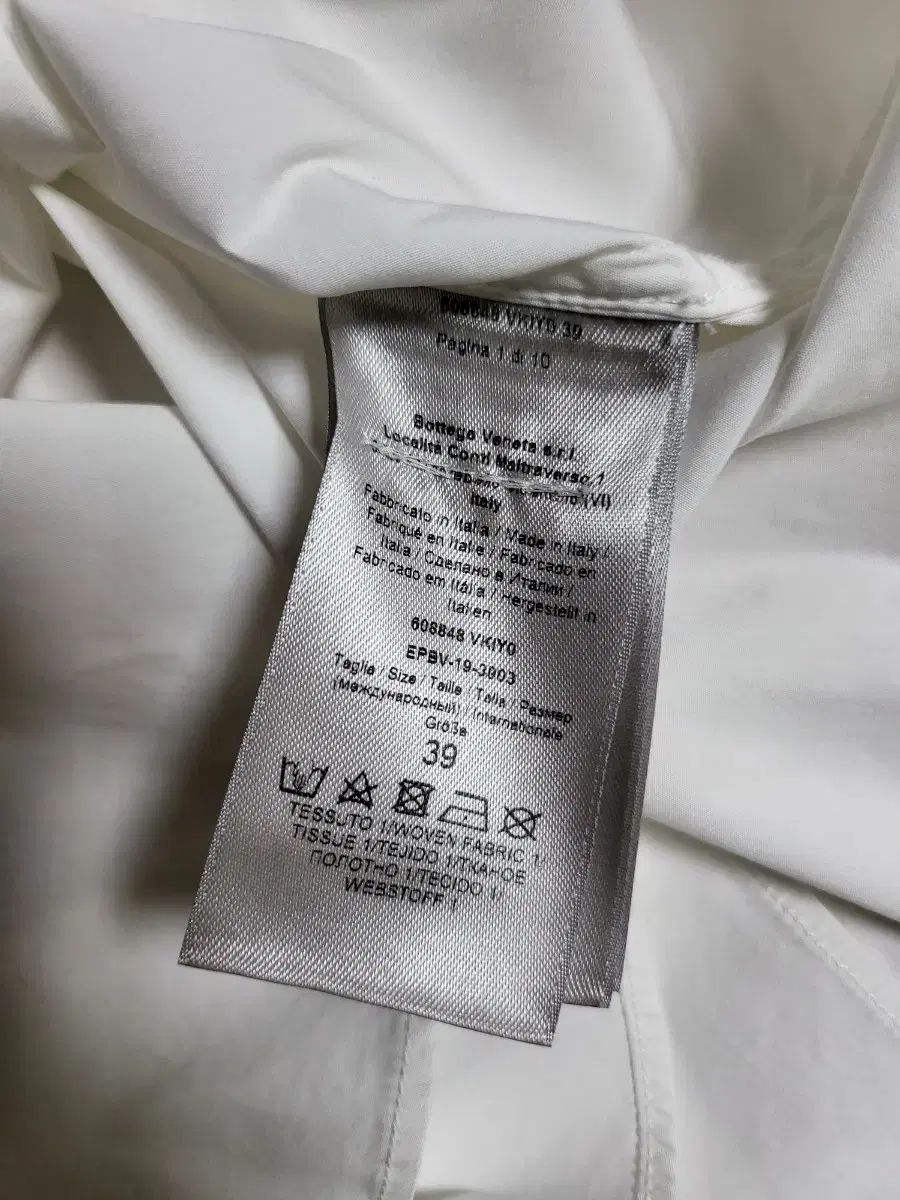 608848 VKIY0 39
Pagina 1 di 10
Bottega Veneta s.r.l.
Località Conti Maltraverso,1
(VI)
Italy
Fabbricato in Italia / Made in Italy /
Fabriqué en Italie / Fabricado en
Italia / Сделано в Италии /
Fabricado em Itália / Hergestellt in
Italien
608848 VKIY0
EPBV-19-3903
Taglia / Size / Taille / Talla / Размер
(Международный) / Internationale
Größe
39
TESSUTO 1/WOVEN FABRIC 1
TISSUE 1/TEJIDO 1/ТКАНОЕ
ПОЛОТНО 1/TECIDO 1/
WEBSTOFF 1